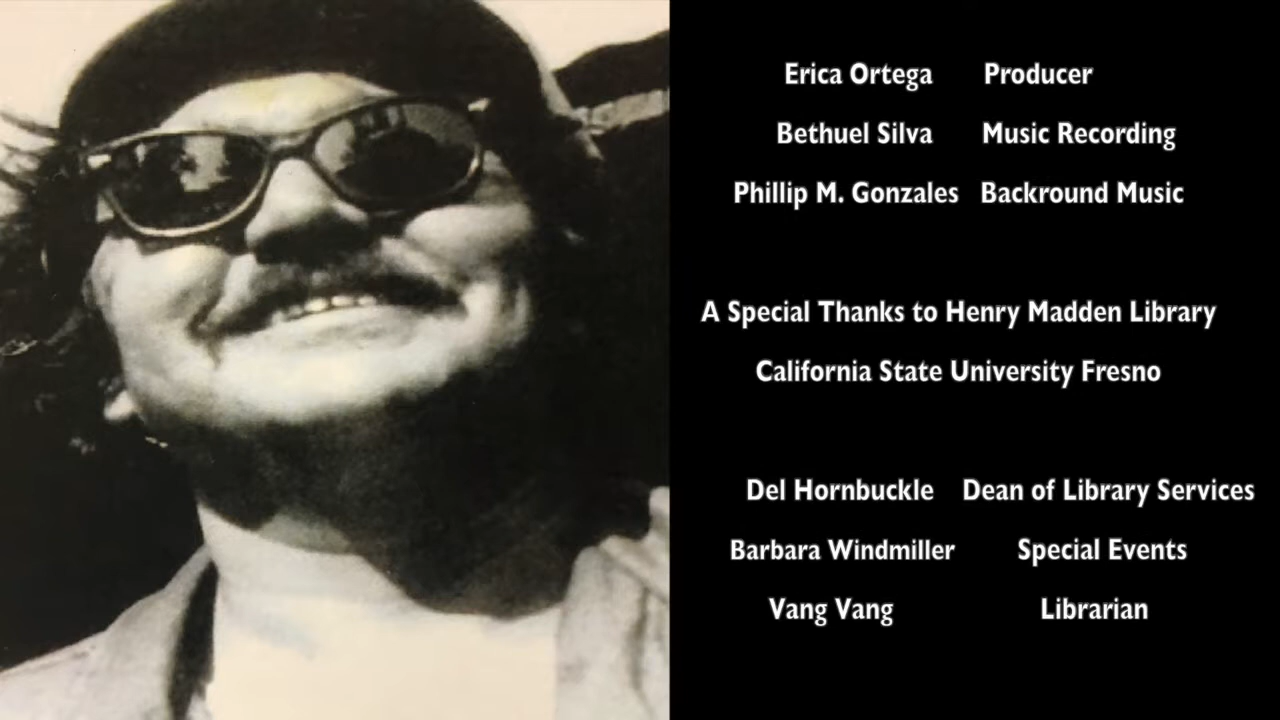 Erica Ortega Producer
Bethuel Silva Music Recording
Phillip M. Gonzales Backround Music
A Special Thanks to Henry Madden Library
California State University Fresno
Del Hornbuckle Dean of Library Services
Barbara Windmiller Special Events
Vang Vang Librarian